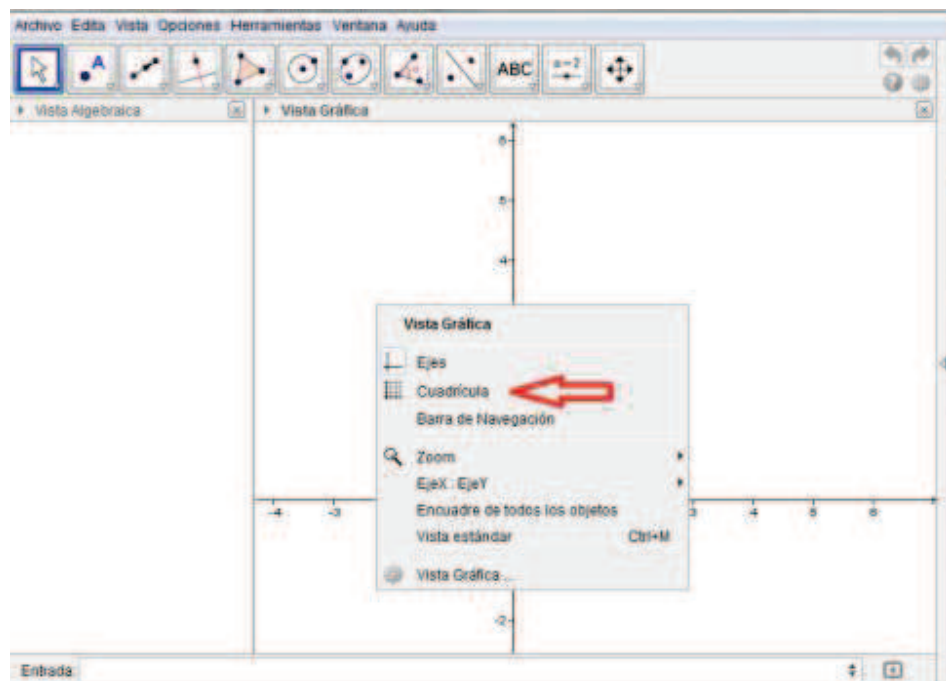 Archivo Edita Vista Opciones Herramientas Ventana Ayuda
A
ABC
a=2
Vista Algebraica
Vista Gráfica
6
5
4
Vista Gráfica
Ejes
Cuadrícula
Barra de Navegación
Zoom
EjeX : EjeY
Encuadre de todos los objetos
Vista estándar Ctrl+M
Vista Gráfica ...
-4 -3 3 4 5 6
-2
Entrada: